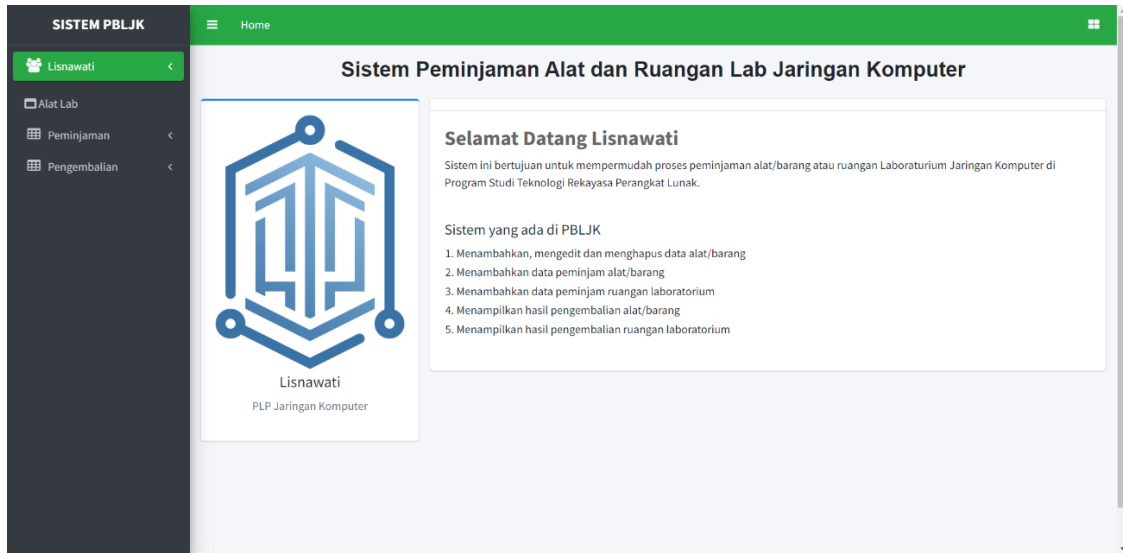 SISTEM PBLJK
Home
Lisnawati
Alat Lab
Peminjaman
Pengembalian
Sistem Peminjaman Alat dan Ruangan Lab Jaringan Komputer
Lisnawati
PLP Jaringan Komputer
Selamat Datang Lisnawati
Sistem ini bertujuan untuk mempermudah proses peminjaman alat/barang atau ruangan Laboraturium Jaringan Komputer di
Program Studi Teknologi Rekayasa Perangkat Lunak.
Sistem yang ada di PBLJK
1. Menambahkan, mengedit dan menghapus data alat/barang
2. Menambahkan data peminjam alat/barang
3. Menambahkan data peminjam ruangan laboratorium
4. Menampilkan hasil pengembalian alat/barang
5. Menampilkan hasil pengembalian ruangan laboratorium